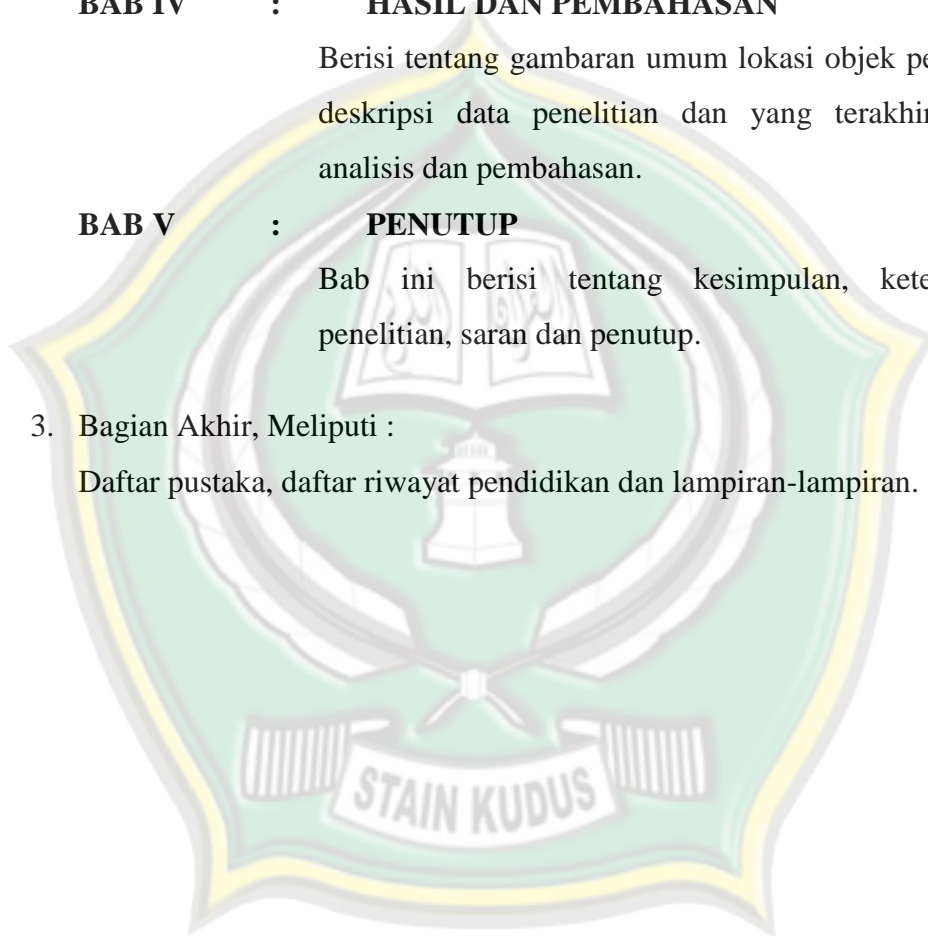 BAB IV : HASIL DAN PEMBAHASAN
Berisi tentang gambaran umum lokasi objek pe
deskripsi data penelitian dan yang terakhir
analisis dan pembahasan.
BAB V : PENUTUP
Bab ini berisi tentang kesimpulan, kete
penelitian, saran dan penutup.
3. Bagian Akhir, Meliputi :
Daftar pustaka, daftar riwayat pendidikan dan lampiran-lampiran.
STAIN KUDUS